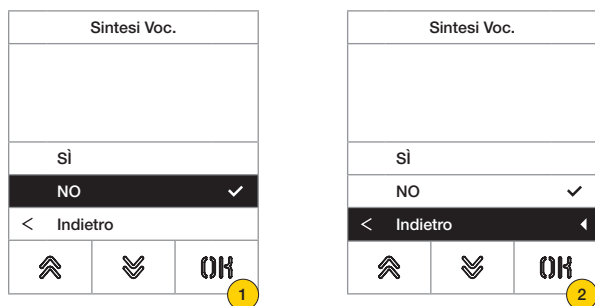 Sintesi Voc.
SÌ
NO
< Indietro
OK
1
Sintesi Voc.
SÌ
NO
< Indietro
OK
2